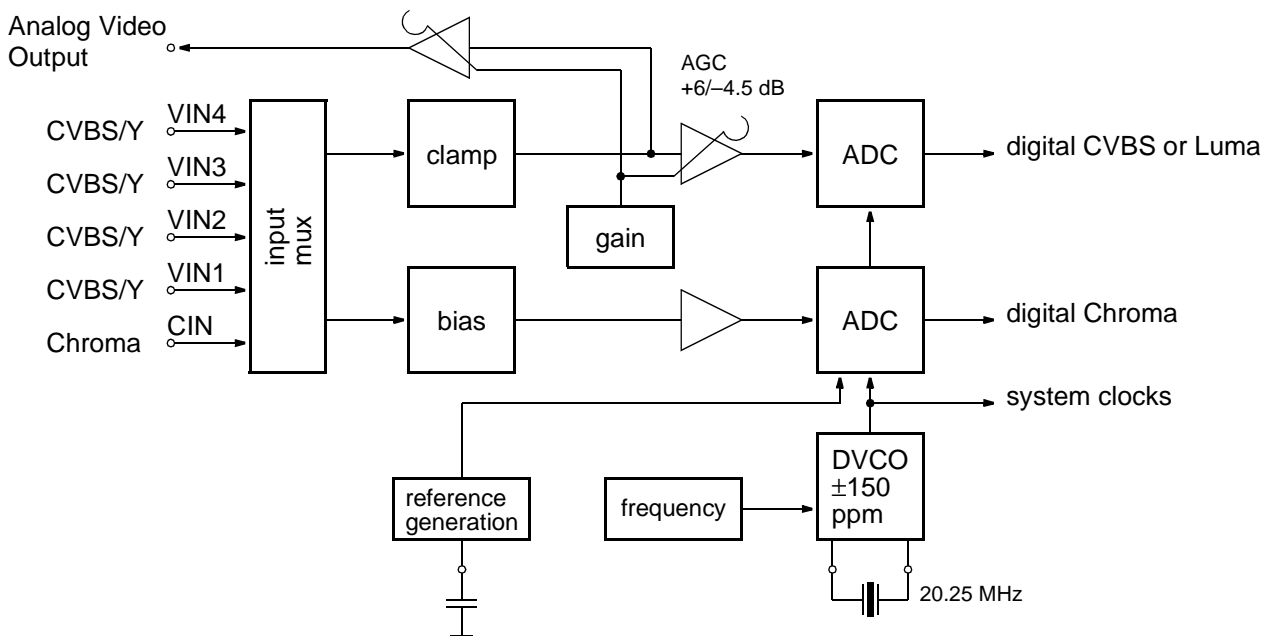 Analog Video
Output
AGC
+6/–4.5 dB
CVBS/Y
VIN4
CVBS/Y
VIN3
CVBS/Y
VIN2
CVBS/Y
VIN1
Chroma
CIN
input
mux
clamp
gain
ADC
digital CVBS or Luma
bias
ADC
digital Chroma
system clocks
reference
generation
frequency
DVCO
±150
ppm
20.25 MHz